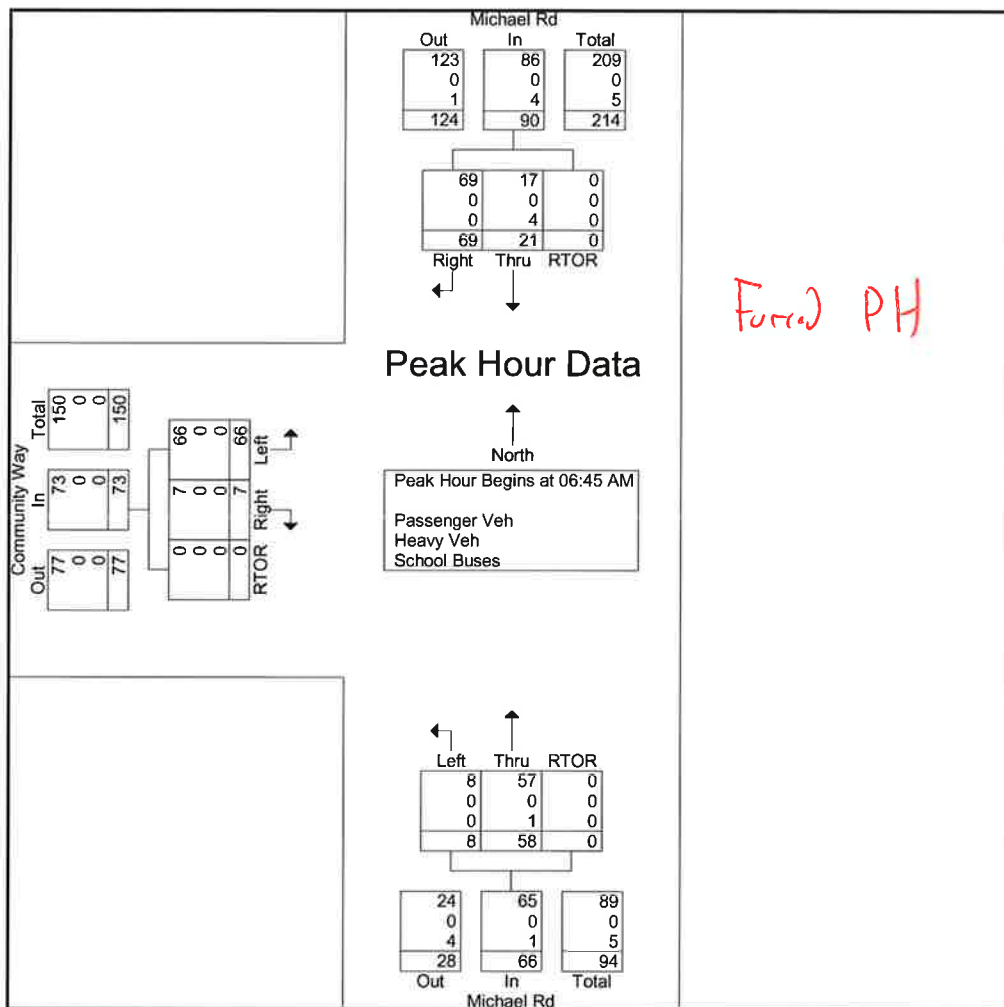 Michael Rd
Out In Total
123 86 209
0 0 0
1 4 5
124 90 214
69 17 0
0 0 0
0 4 0
69 21 0
Right Thru RTOR
PH
Peak Hour Data
North
Peak Hour Begins at 06:45 AM
Passenger Veh
Heavy Veh
School Buses
Community Way
Total
150 0 0 150
In
73 0 0 73
Out
77 0 0 77
66 0 0 66
Left
7 0 0 7
Right
0 0 0 0
RTOR
Left Thru RTOR
8 57 0
0 0 0
0 1 0
8 58 0
24 65 89
0 0 0
4 1 5
28 66 94
Out In Total
Michael Rd